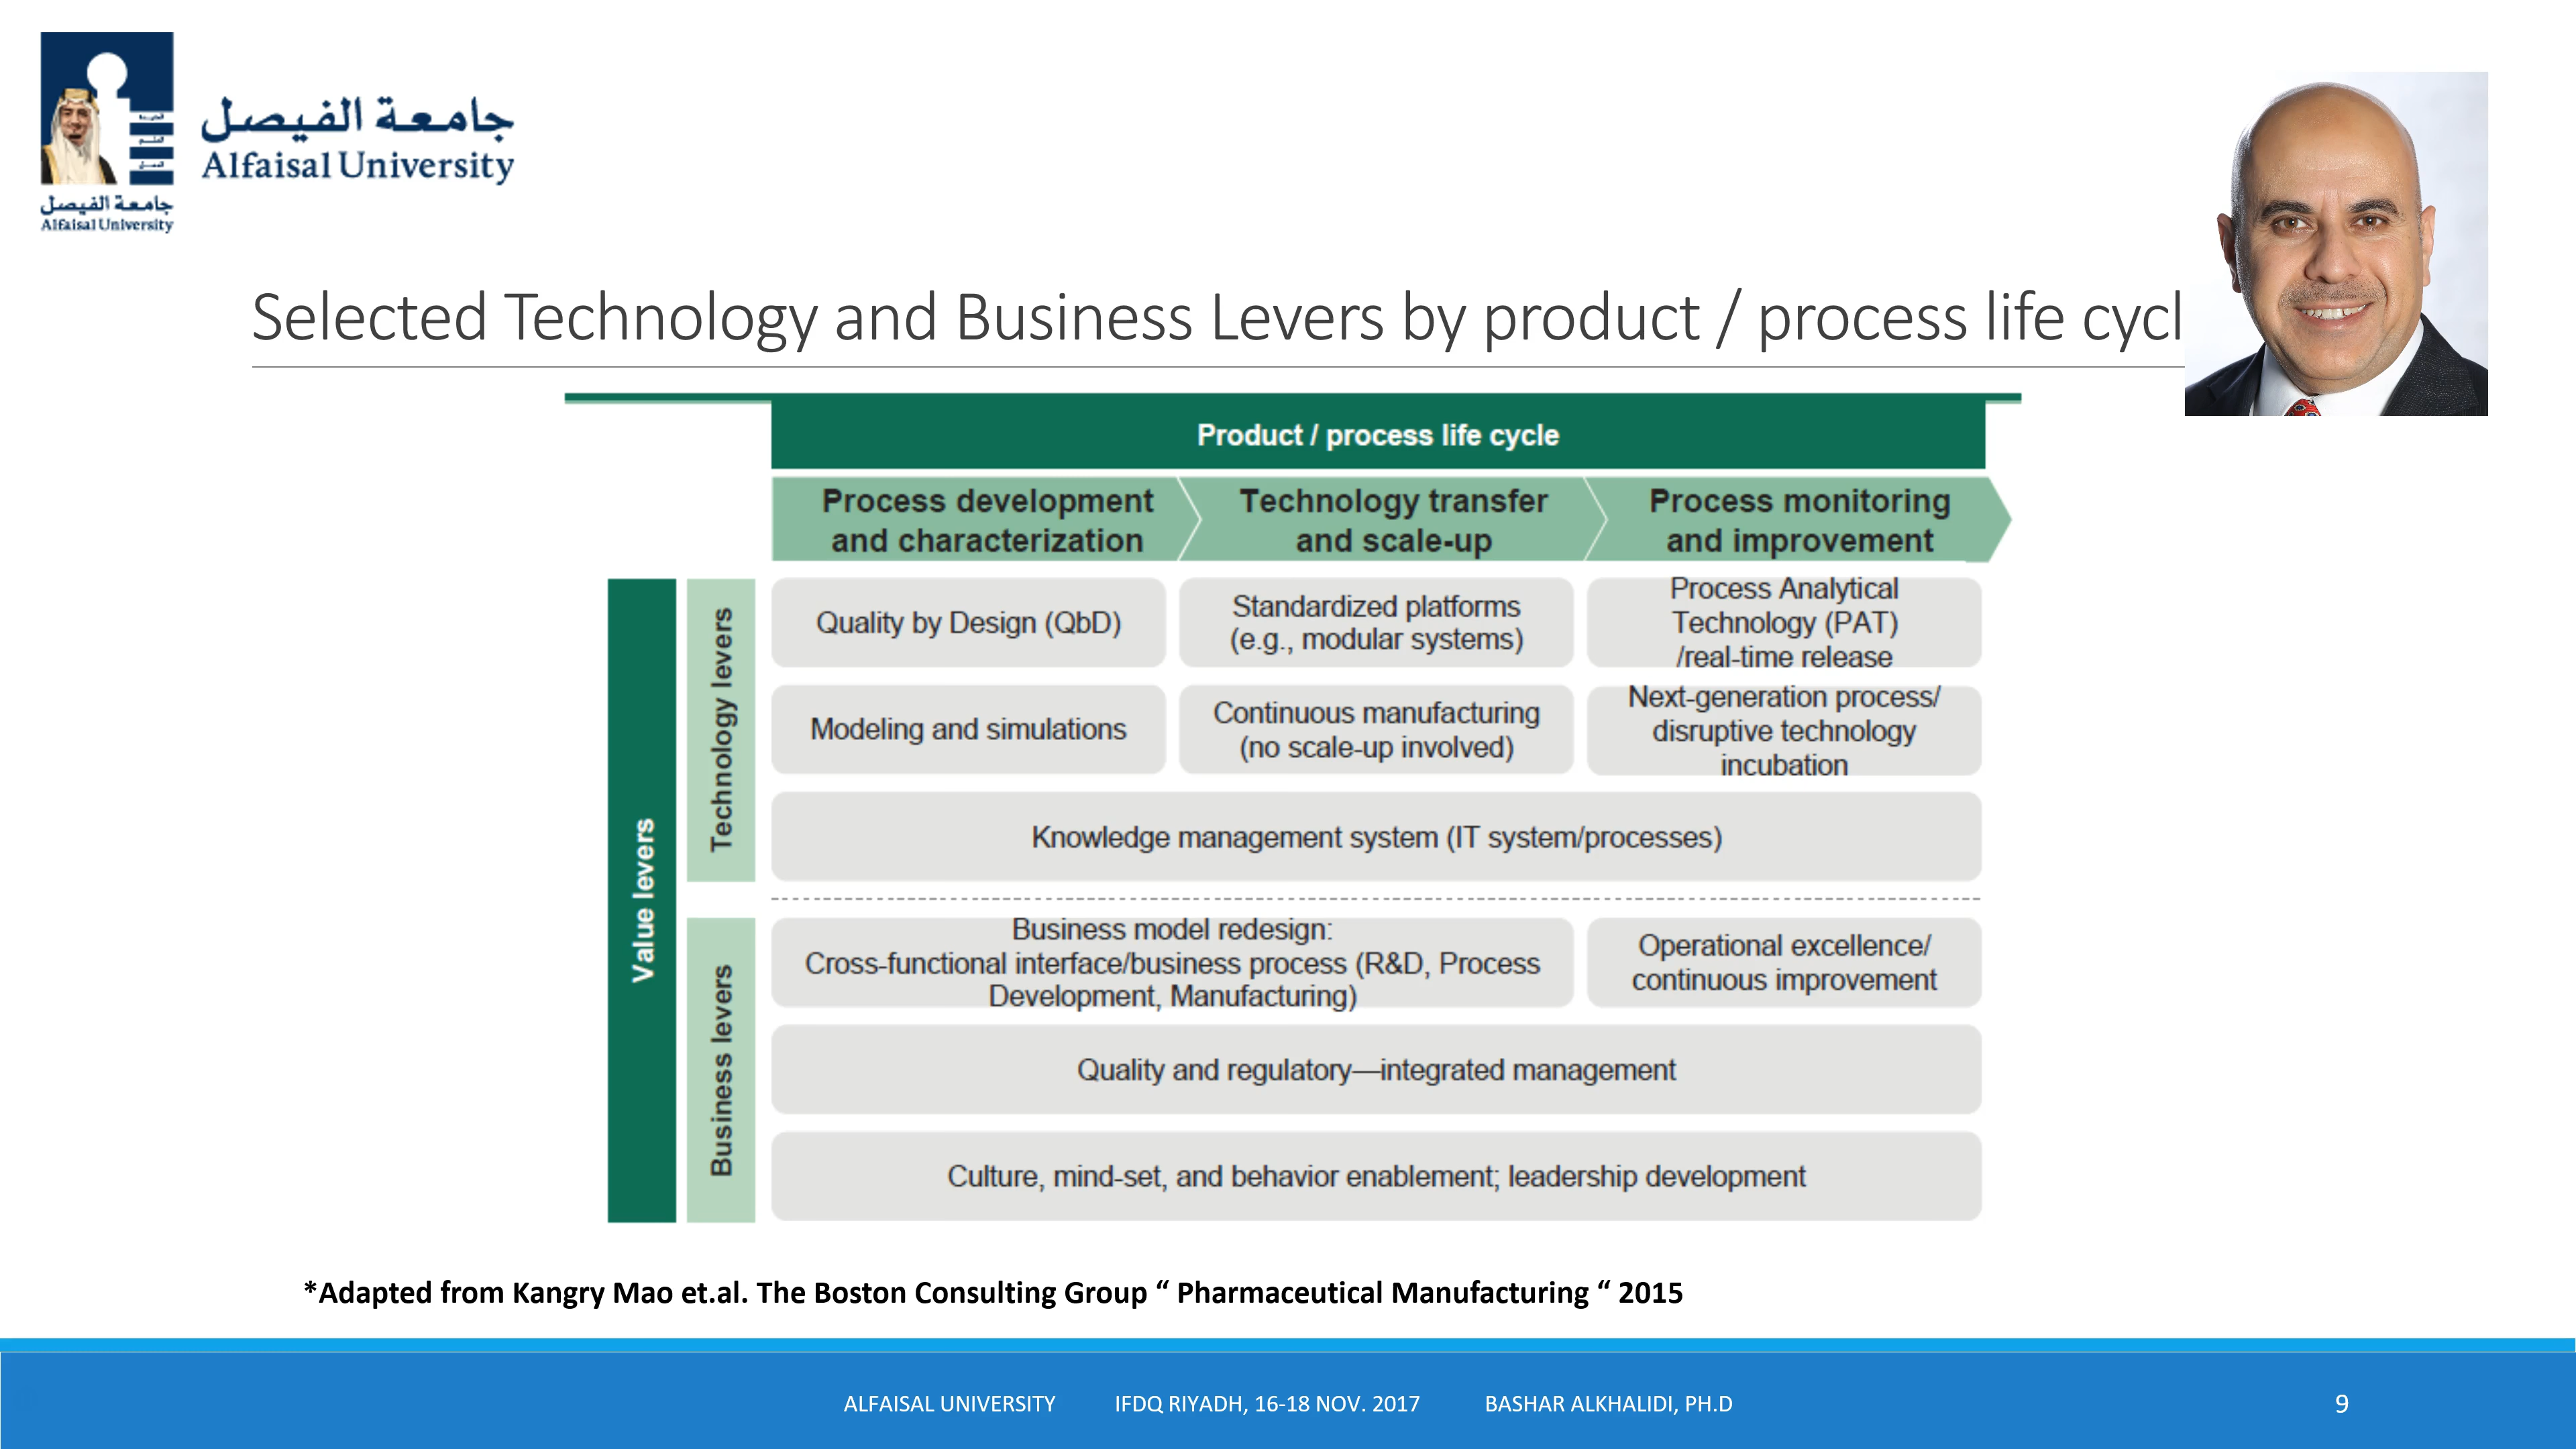 جامعة الفيصل
Alfaisal University
جامعة الفيصل
Alfaisal University
Selected Technology and Business Levers by product / process life cycl
Product / process life cycle
Process development
and characterization
Technology transfer
and scale-up
Process monitoring
and improvement
Value levers
Technology levers
Quality by Design (QbD)
Standardized platforms
(e.g., modular systems)
Process Analytical
Technology (PAT)
/real-time release
Modeling and simulations
Continuous manufacturing
(no scale-up involved)
Next-generation process/
disruptive technology
incubation
Knowledge management system (IT system/processes)
Business levers
Business model redesign:
Cross-functional interface/business process (R&D, Process
Development, Manufacturing)
Operational excellence/
continuous improvement
Quality and regulatory—integrated management
Culture, mind-set, and behavior enablement; leadership development
*Adapted from Kangry Mao et.al. The Boston Consulting Group “ Pharmaceutical Manufacturing “ 2015
ALFAISAL UNIVERSITY IFDQ RIYADH, 16-18 NOV. 2017 BASHAR ALKHALIDI, PH.D
9